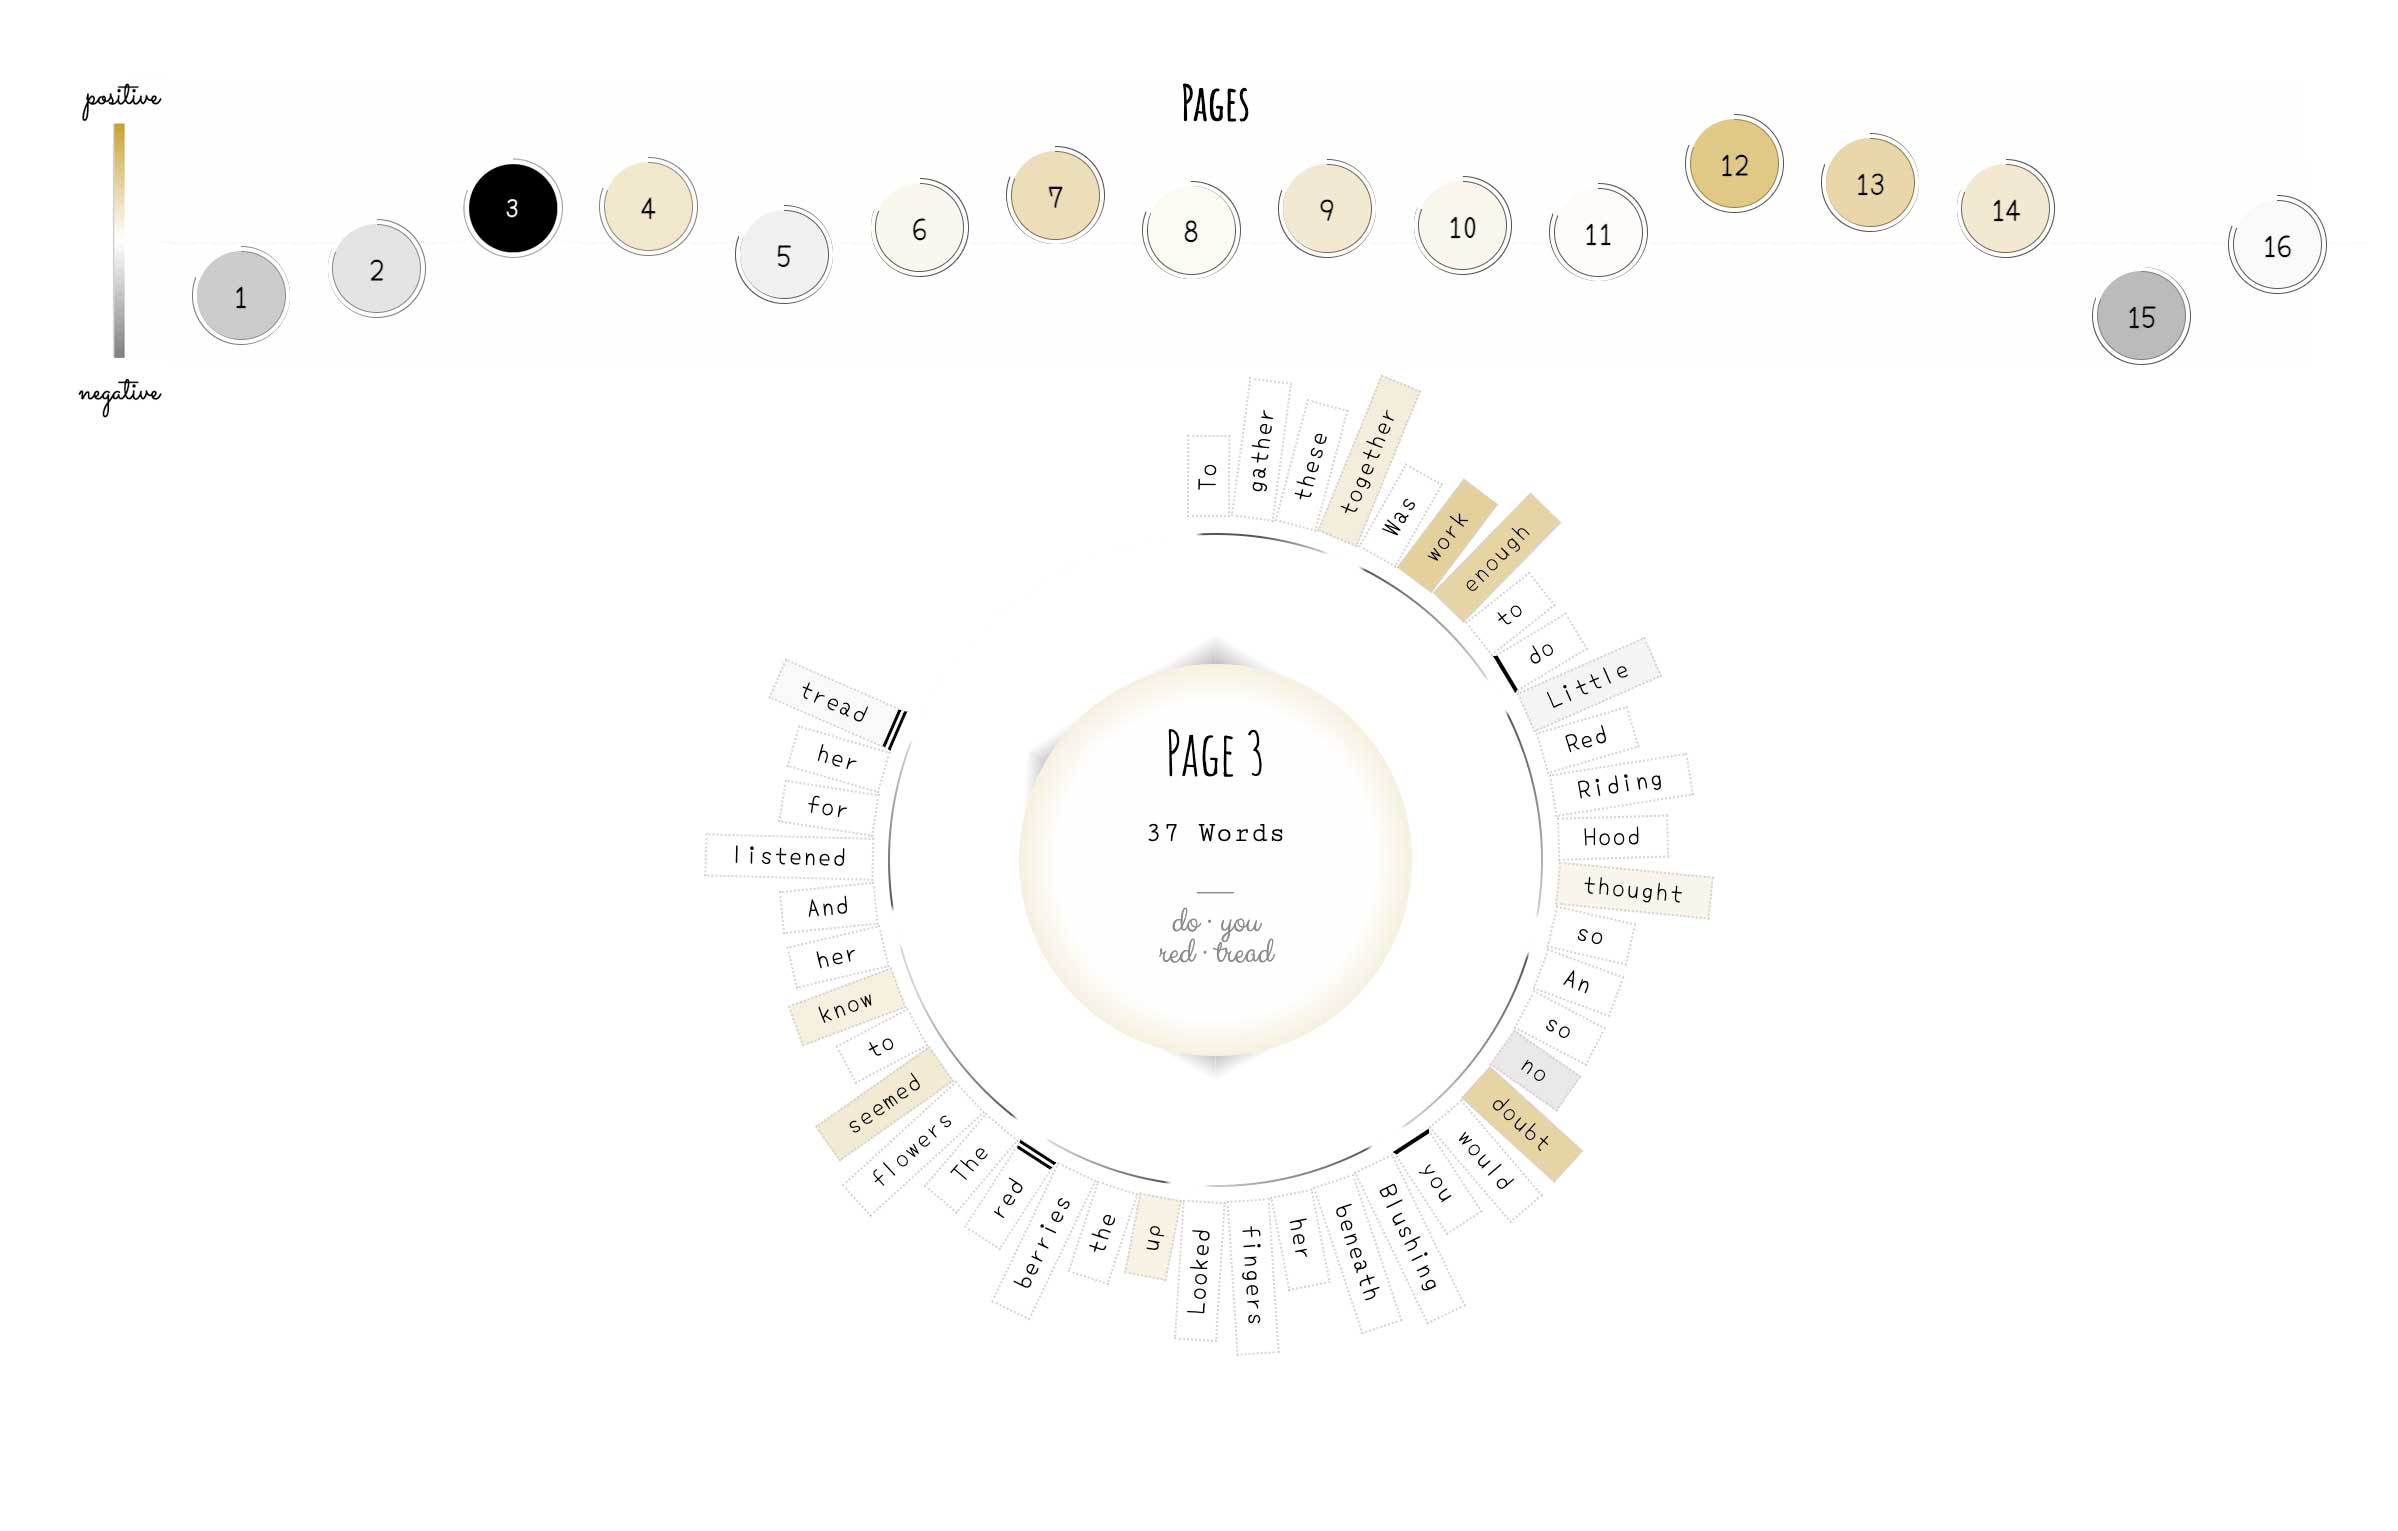 positive
Pages
1
2
3
4
5
6
7
8
9
10
11
12
13
14
15
16
negative
To
gather
these
together
Was
work
enough
to
do
Little
Red
Riding
Hood
thought
so
An
so
no
doubt
would
you
Blushing
beneath
her
fingers
Looked
up
the
berries
red
The
flowers
seemed
to
know
her
And
listened
for
her
tread
Page 3
37 Words
do · you
red · tread